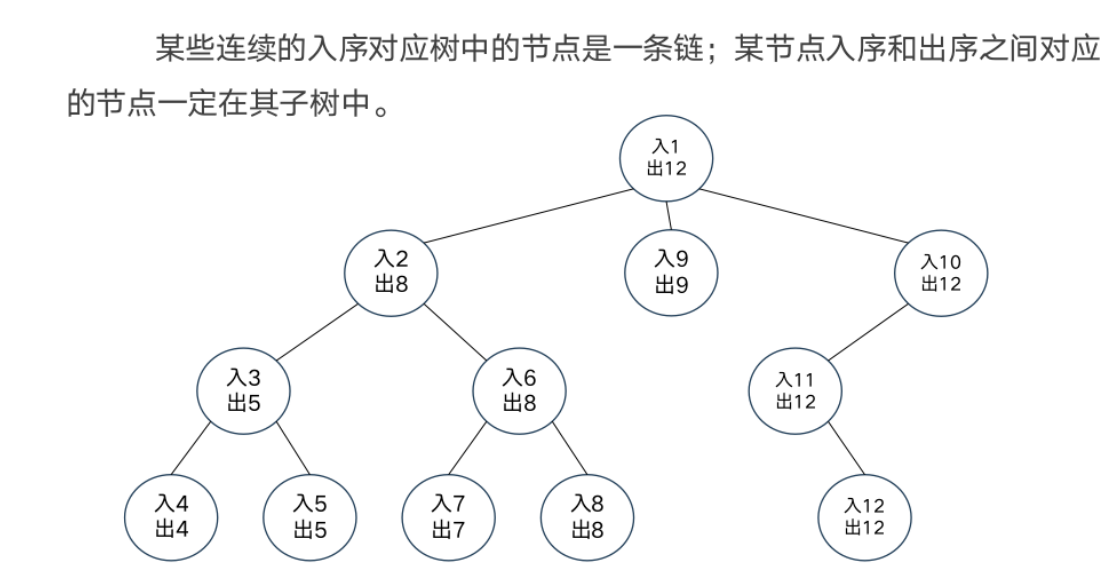 某些连续的入序对应树中的节点是一条链；某节点入序和出序之间对应
的节点一定在其子树中。
入1
出12
入2
出8
入9
出9
入10
出12
入3
出5
入6
出8
入11
出12
入4
出4
入5
出5
入7
出7
入8
出8
入12
出12